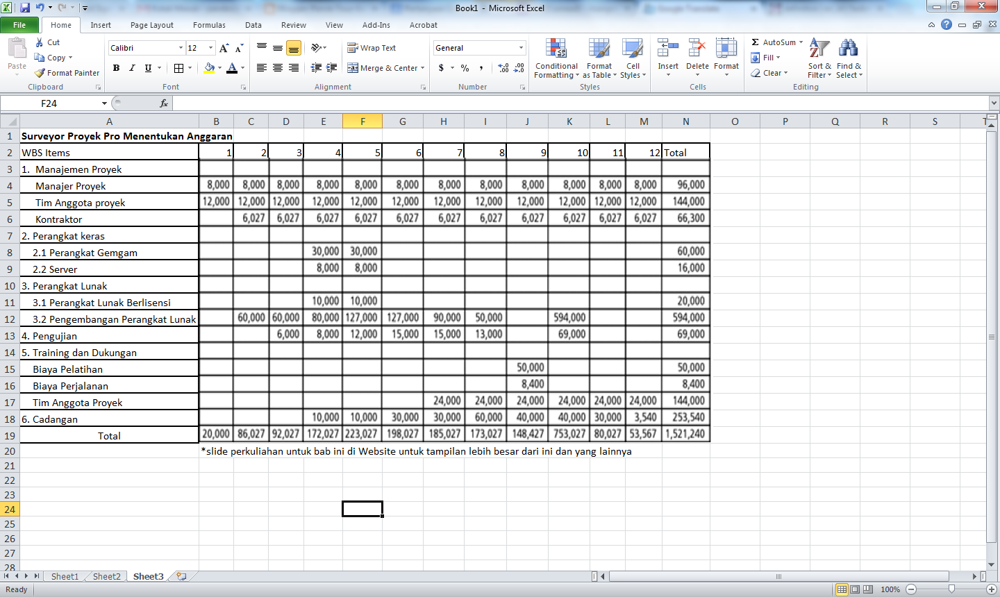 Book1 - Microsoft Excel
File Home Insert Page Layout Formulas Data Review View Add-Ins Acrobat
Paste Cut Copy Format Painter Clipboard
Calibri 12 A A B I U A Font
Wrap Text Merge & Center Alignment
General $ % , .00 .00 Number
Conditional Formatting Format as Table Cell Styles Styles
Insert Delete Format Cells
Σ AutoSum Fill Clear Sort & Filter Find & Select Editing
F24 fx
A B C D E F G H I J K L M N O P Q R S T
1 Surveyor Proyek Pro Menentukan Anggaran
2 WBS Items 1 2 3 4 5 6 7 8 9 10 11 12 Total
3 1. Manajemen Proyek
4 Manajer Proyek 8,000 8,000 8,000 8,000 8,000 8,000 8,000 8,000 8,000 8,000 8,000 8,000 96,000
5 Tim Anggota proyek 12,000 12,000 12,000 12,000 12,000 12,000 12,000 12,000 12,000 12,000 12,000 12,000 144,000
6 Kontraktor 6,027 6,027 6,027 6,027 6,027 6,027 6,027 6,027 6,027 6,027 6,027 66,300
7 2. Perangkat keras
8 2.1 Perangkat Gemgam 30,000 30,000 60,000
9 2.2 Server 8,000 8,000 16,000
10 3. Perangkat Lunak
11 3.1 Perangkat Lunak Berlisensi 10,000 10,000 20,000
12 3.2 Pengembangan Perangkat Lunak 60,000 60,000 80,000 127,000 127,000 90,000 50,000 594,000 594,000
13 4. Pengujian 6,000 8,000 12,000 15,000 15,000 13,000 69,000 69,000
14 5. Training dan Dukungan
15 Biaya Pelatihan 50,000 50,000
16 Biaya Perjalanan 8,400 8,400
17 Tim Anggota Proyek 24,000 24,000 24,000 24,000 24,000 24,000 144,000
18 6. Cadangan 10,000 10,000 30,000 30,000 60,000 40,000 40,000 30,000 3,540 253,540
19 Total 20,000 86,027 92,027 172,027 223,027 198,027 185,027 173,027 148,427 753,027 80,027 53,567 1,521,240
20 *slide perkuliahan untuk bab ini di Website untuk tampilan lebih besar dari ini dan yang lainnya
21
22
23
24
25
26
27
28
Sheet1 Sheet2 Sheet3
Ready 100%